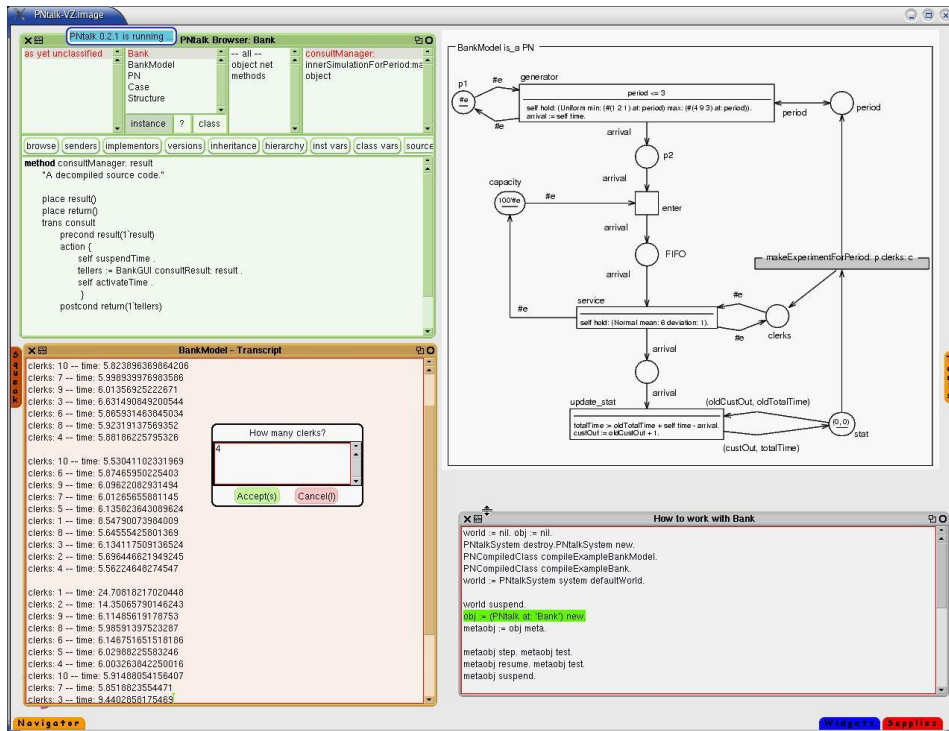 PNtalk-VZ.image
PNtalk 0.2.1 is running ...
PNtalk Browser: Bank
as yet unclassified
Bank
BankModel
PN
Case
Structure
instance ? class
-- all --
object net
methods
consultManager:
innerSimulationForPeriod:ma
object
browse senders implementors versions inheritance hierarchy inst vars class vars source
method consultManager: result
"A decompiled source code."
place result()
place return()
trans consult
precond result(1`result)
action {
self suspendTime .
tellers := BankGUI consultResult: result .
self activateTime .
}
postcond return(1`tellers)
BankModel is_a PN
p1
#e
#e
#e
generator
period <= 3
self hold: (Uniform min: (#(1 2 1) at: period) max: (#(4 9 3) at: period)).
arrival := self time.
period
period
arrival
p2
arrival
capacity
100`#e
#e
enter
arrival
FIFO
arrival
makeExperimentForPeriod: p clerks: c
service
self hold: (Normal mean: 6 deviation: 1).
#e
#e
#e
clerks
arrival
arrival
update_stat
totalTime := oldTotalTime + self time - arrival.
custOut := oldCustOut + 1.
(oldCustOut, oldTotalTime)
(0, 0)
stat
(custOut, totalTime)
Squeak
BankModel - Transcript
clerks: 10 -- time: 5.823896369864206
clerks: 7 -- time: 5.998939976983586
clerks: 9 -- time: 6.01356925222671
clerks: 3 -- time: 6.631490849200544
clerks: 6 -- time: 5.865931463845034
clerks: 8 -- time: 5.92319137569352
clerks: 4 -- time: 5.88186225795326
clerks: 10 -- time: 5.53041102331969
clerks: 6 -- time: 5.87465950225403
clerks: 9 -- time: 6.09622082931494
clerks: 7 -- time: 6.01265655881145
clerks: 5 -- time: 6.135823643089624
clerks: 1 -- time: 8.54790073984009
clerks: 8 -- time: 5.64555425801369
clerks: 3 -- time: 6.134117509136524
clerks: 2 -- time: 5.696446621949245
clerks: 4 -- time: 5.56224648274547
clerks: 1 -- time: 24.70818217020448
clerks: 2 -- time: 14.35065790146243
clerks: 9 -- time: 6.11485619178753
clerks: 8 -- time: 5.98591397523287
clerks: 6 -- time: 6.146751651518186
clerks: 5 -- time: 6.02988225583246
clerks: 4 -- time: 6.003263842250016
clerks: 10 -- time: 5.91488054156407
clerks: 7 -- time: 5.8518823554471
clerks: 3 -- time: 9.4402858175469
How many clerks?
4
Accept(s) Cancel(l)
How to work with Bank
world := nil. obj := nil.
PNtalkSystem destroy.PNtalkSystem new.
PNCompiledClass compileExampleBankModel.
PNCompiledClass compileExampleBank.
world := PNtalkSystem system defaultWorld.
world suspend.
obj := (PNtalk at: 'Bank') new.
metaobj := obj meta.
metaobj step. metaobj test.
metaobj resume. metaobj test.
metaobj suspend.
Navigator
Widgets
Supplies